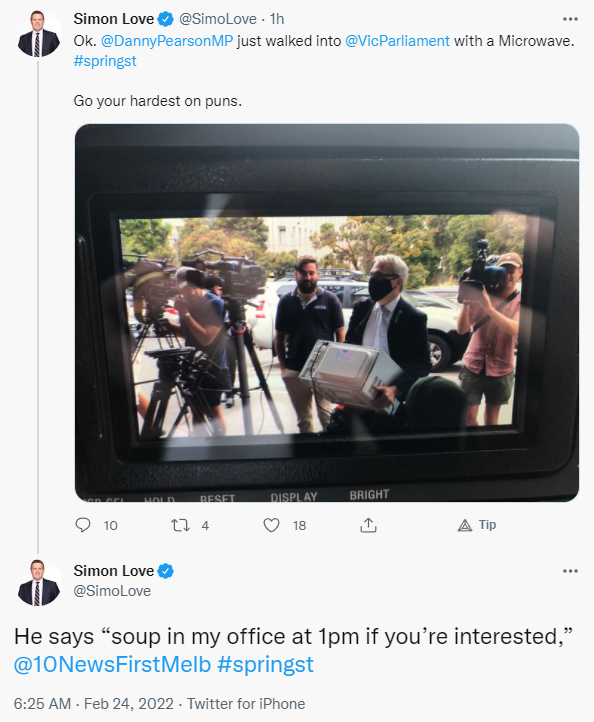 Simon Love @SimoLove · 1h
Ok. @DannyPearsonMP just walked into @VicParliament with a Microwave.
#springst
Go your hardest on puns.
HOLD RESET DISPLAY BRIGHT
10 4 18 Tip
Simon Love
@SimoLove
He says “soup in my office at 1pm if you’re interested,”
@10NewsFirstMelb #springst
6:25 AM · Feb 24, 2022 · Twitter for iPhone